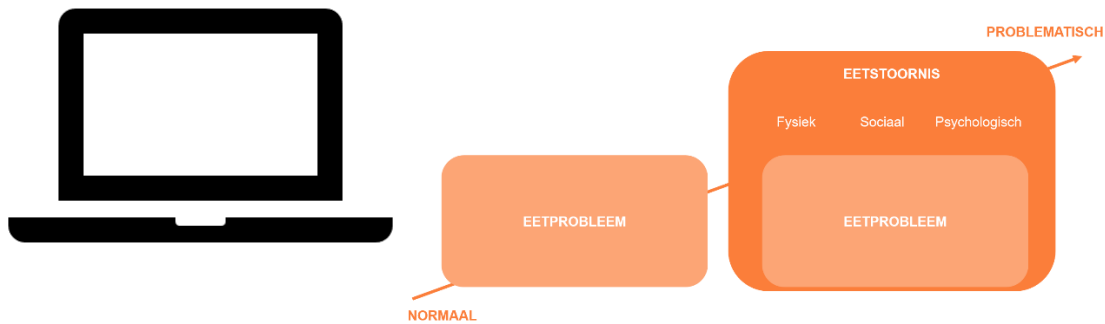 PROBLEMATISCH
EETSTOORNIS
Fysiek Sociaal Psychologisch
EETPROBLEEM EETPROBLEEM
NORMAAL